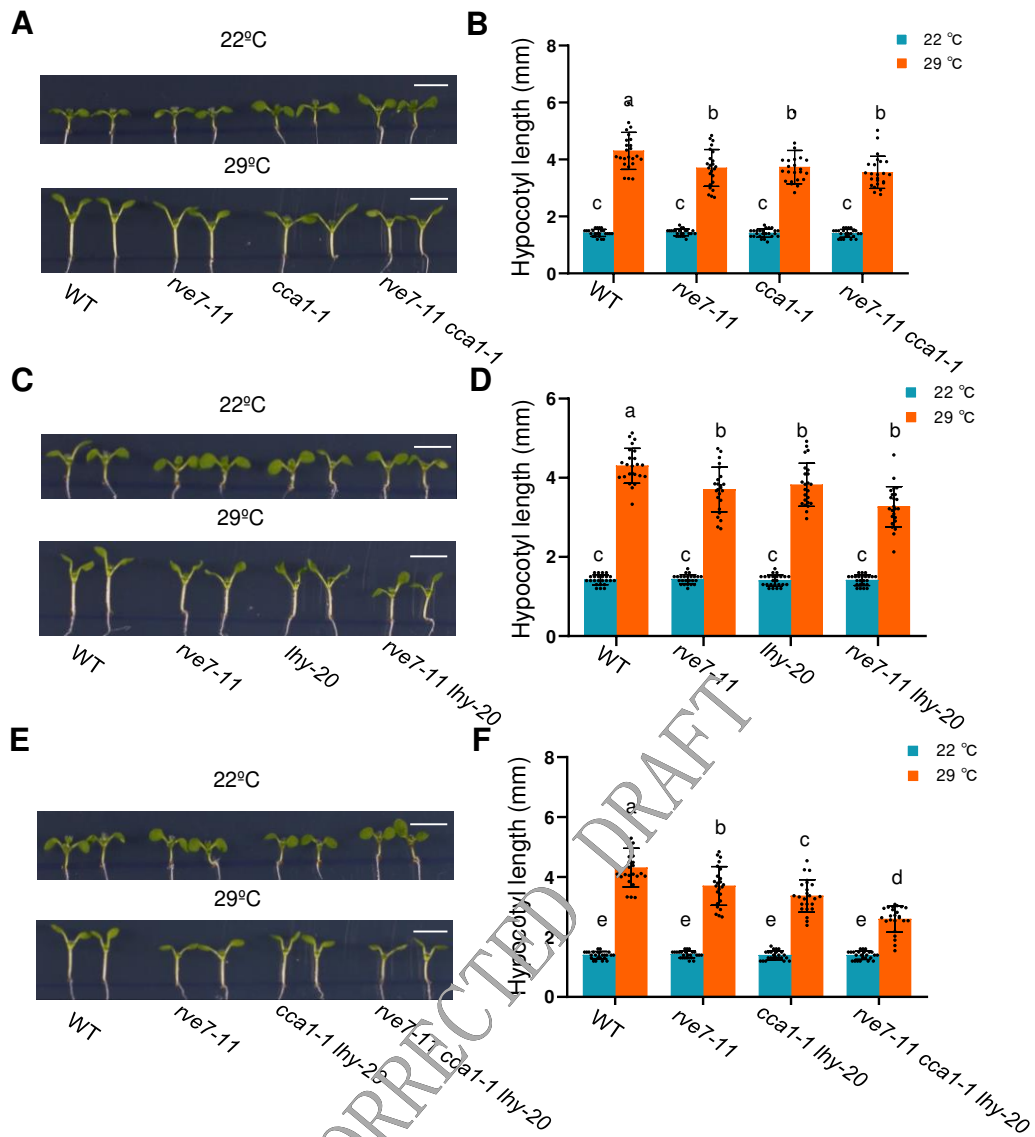 A
22ºC
29ºC
WT
rve7-11
cca1-1
rve7-11 cca1-1
B
22 ℃
29 ℃
Hypocotyl length (mm)
8
6
4
2
0
a
b
b
b
c
c
c
c
WT
rve7-11
cca1-1
rve7-11 cca1-1
C
22ºC
29ºC
WT
rve7-11
lhy-20
rve7-11 lhy-20
D
22 ℃
29 ℃
Hypocotyl length (mm)
6
4
2
0
a
b
b
b
c
c
c
c
WT
rve7-11
lhy-20
rve7-11 lhy-20
E
22ºC
29ºC
WT
rve7-11
cca1-1 lhy-20
rve7-11 cca1-1 lhy-20
F
22 ℃
29 ℃
Hypocotyl length (mm)
8
6
4
2
0
a
b
c
d
e
e
e
e
WT
rve7-11
cca1-1 lhy-20
rve7-11 cca1-1 lhy-20
ORRECTED DRAFT